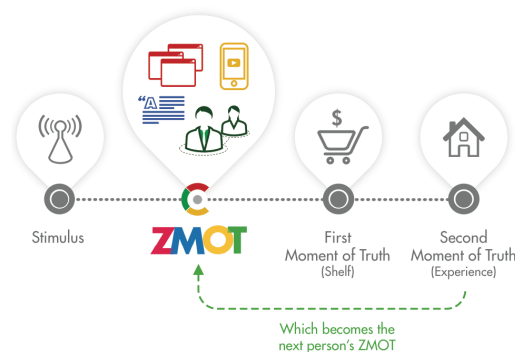 “A
$
Stimulus
ZMOT
First
Moment of Truth
(Shelf)
Second
Moment of Truth
(Experience)
Which becomes the
next person's ZMOT